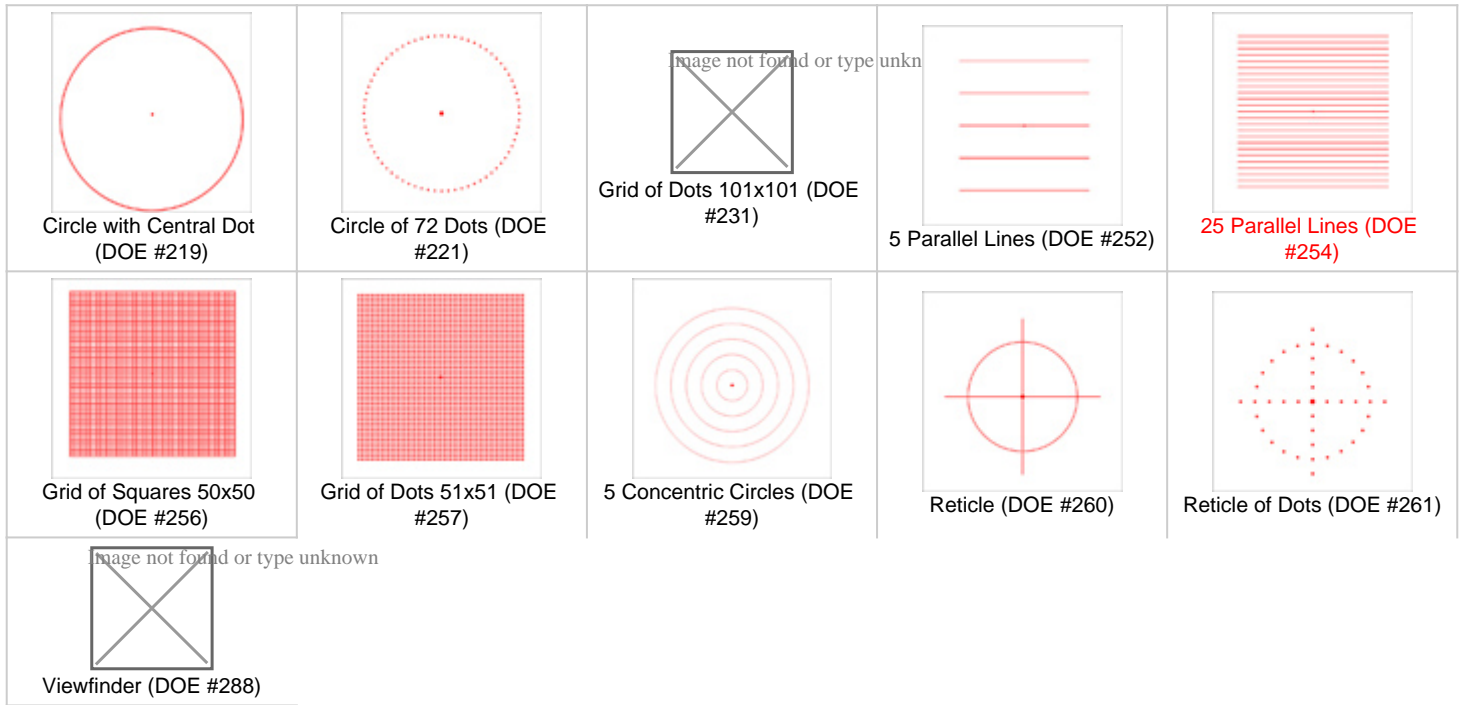 Circle with Central Dot
(DOE #219)
Circle of 72 Dots (DOE
#221)
Image not found or type unkn
Grid of Dots 101x101 (DOE
#231)
5 Parallel Lines (DOE #252)
25 Parallel Lines (DOE
#254)
Grid of Squares 50x50
(DOE #256)
Grid of Dots 51x51 (DOE
#257)
5 Concentric Circles (DOE
#259)
Reticle (DOE #260)
Reticle of Dots (DOE #261)
Image not found or type unknown
Viewfinder (DOE #288)